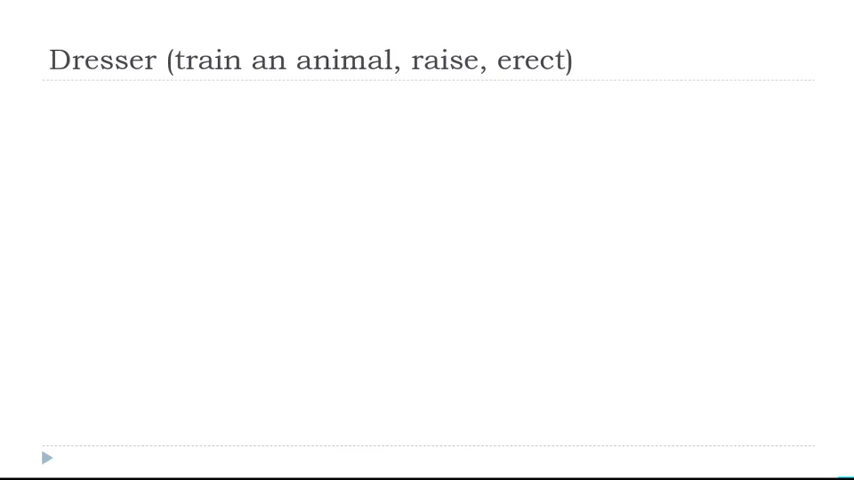 Dresser (train an animal, raise, erect)